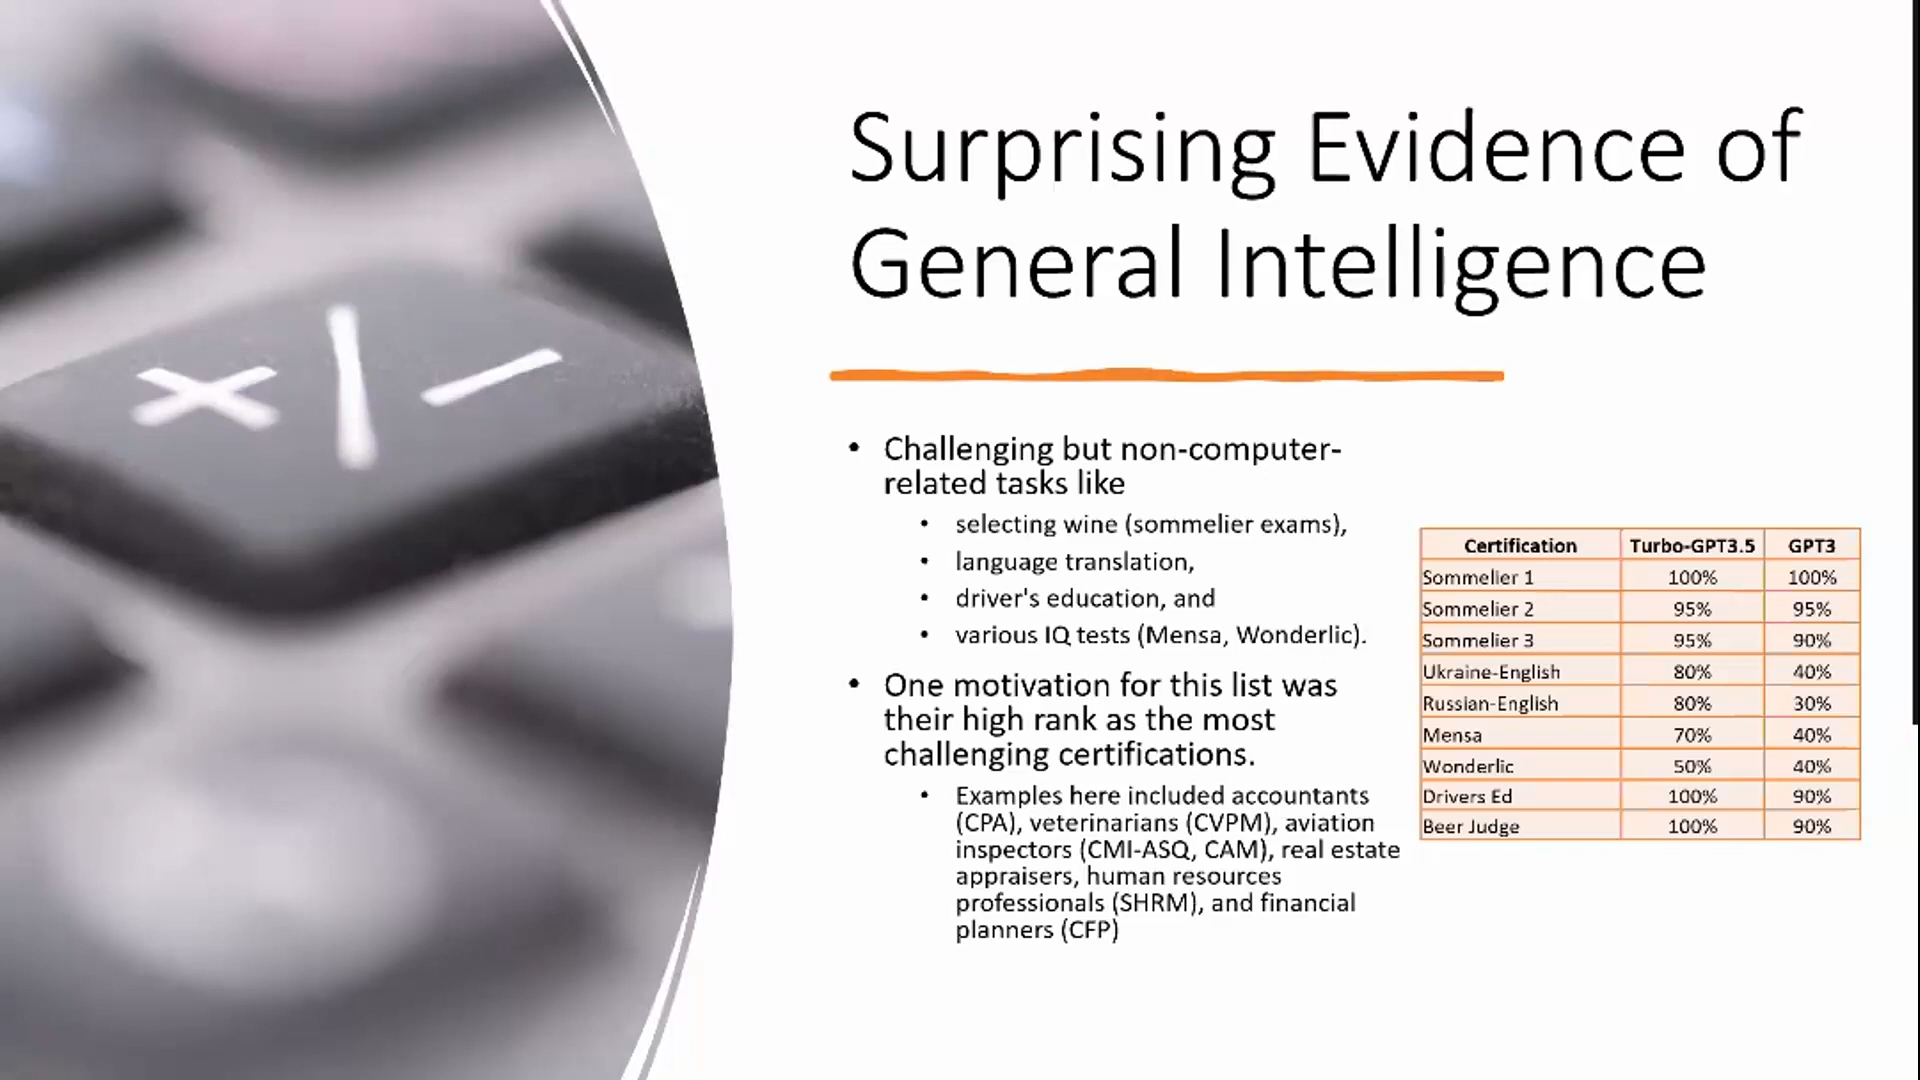 Surprising Evidence of
General Intelligence
• Challenging but non-computer-
related tasks like
• selecting wine (sommelier exams),
• language translation,
• driver's education, and
• various IQ tests (Mensa, Wonderlic).
• One motivation for this list was
their high rank as the most
challenging certifications.
• Examples here included accountants
(CPA), veterinarians (CVPM), aviation
inspectors (CMI-ASQ, CAM), real estate
appraisers, human resources
professionals (SHRM), and financial
planners (CFP)
Certification Turbo-GPT3.5 GPT3
Sommelier 1 100% 100%
Sommelier 2 95% 95%
Sommelier 3 95% 90%
Ukraine-English 80% 40%
Russian-English 80% 30%
Mensa 70% 40%
Wonderlic 50% 40%
Drivers Ed 100% 90%
Beer Judge 100% 90%